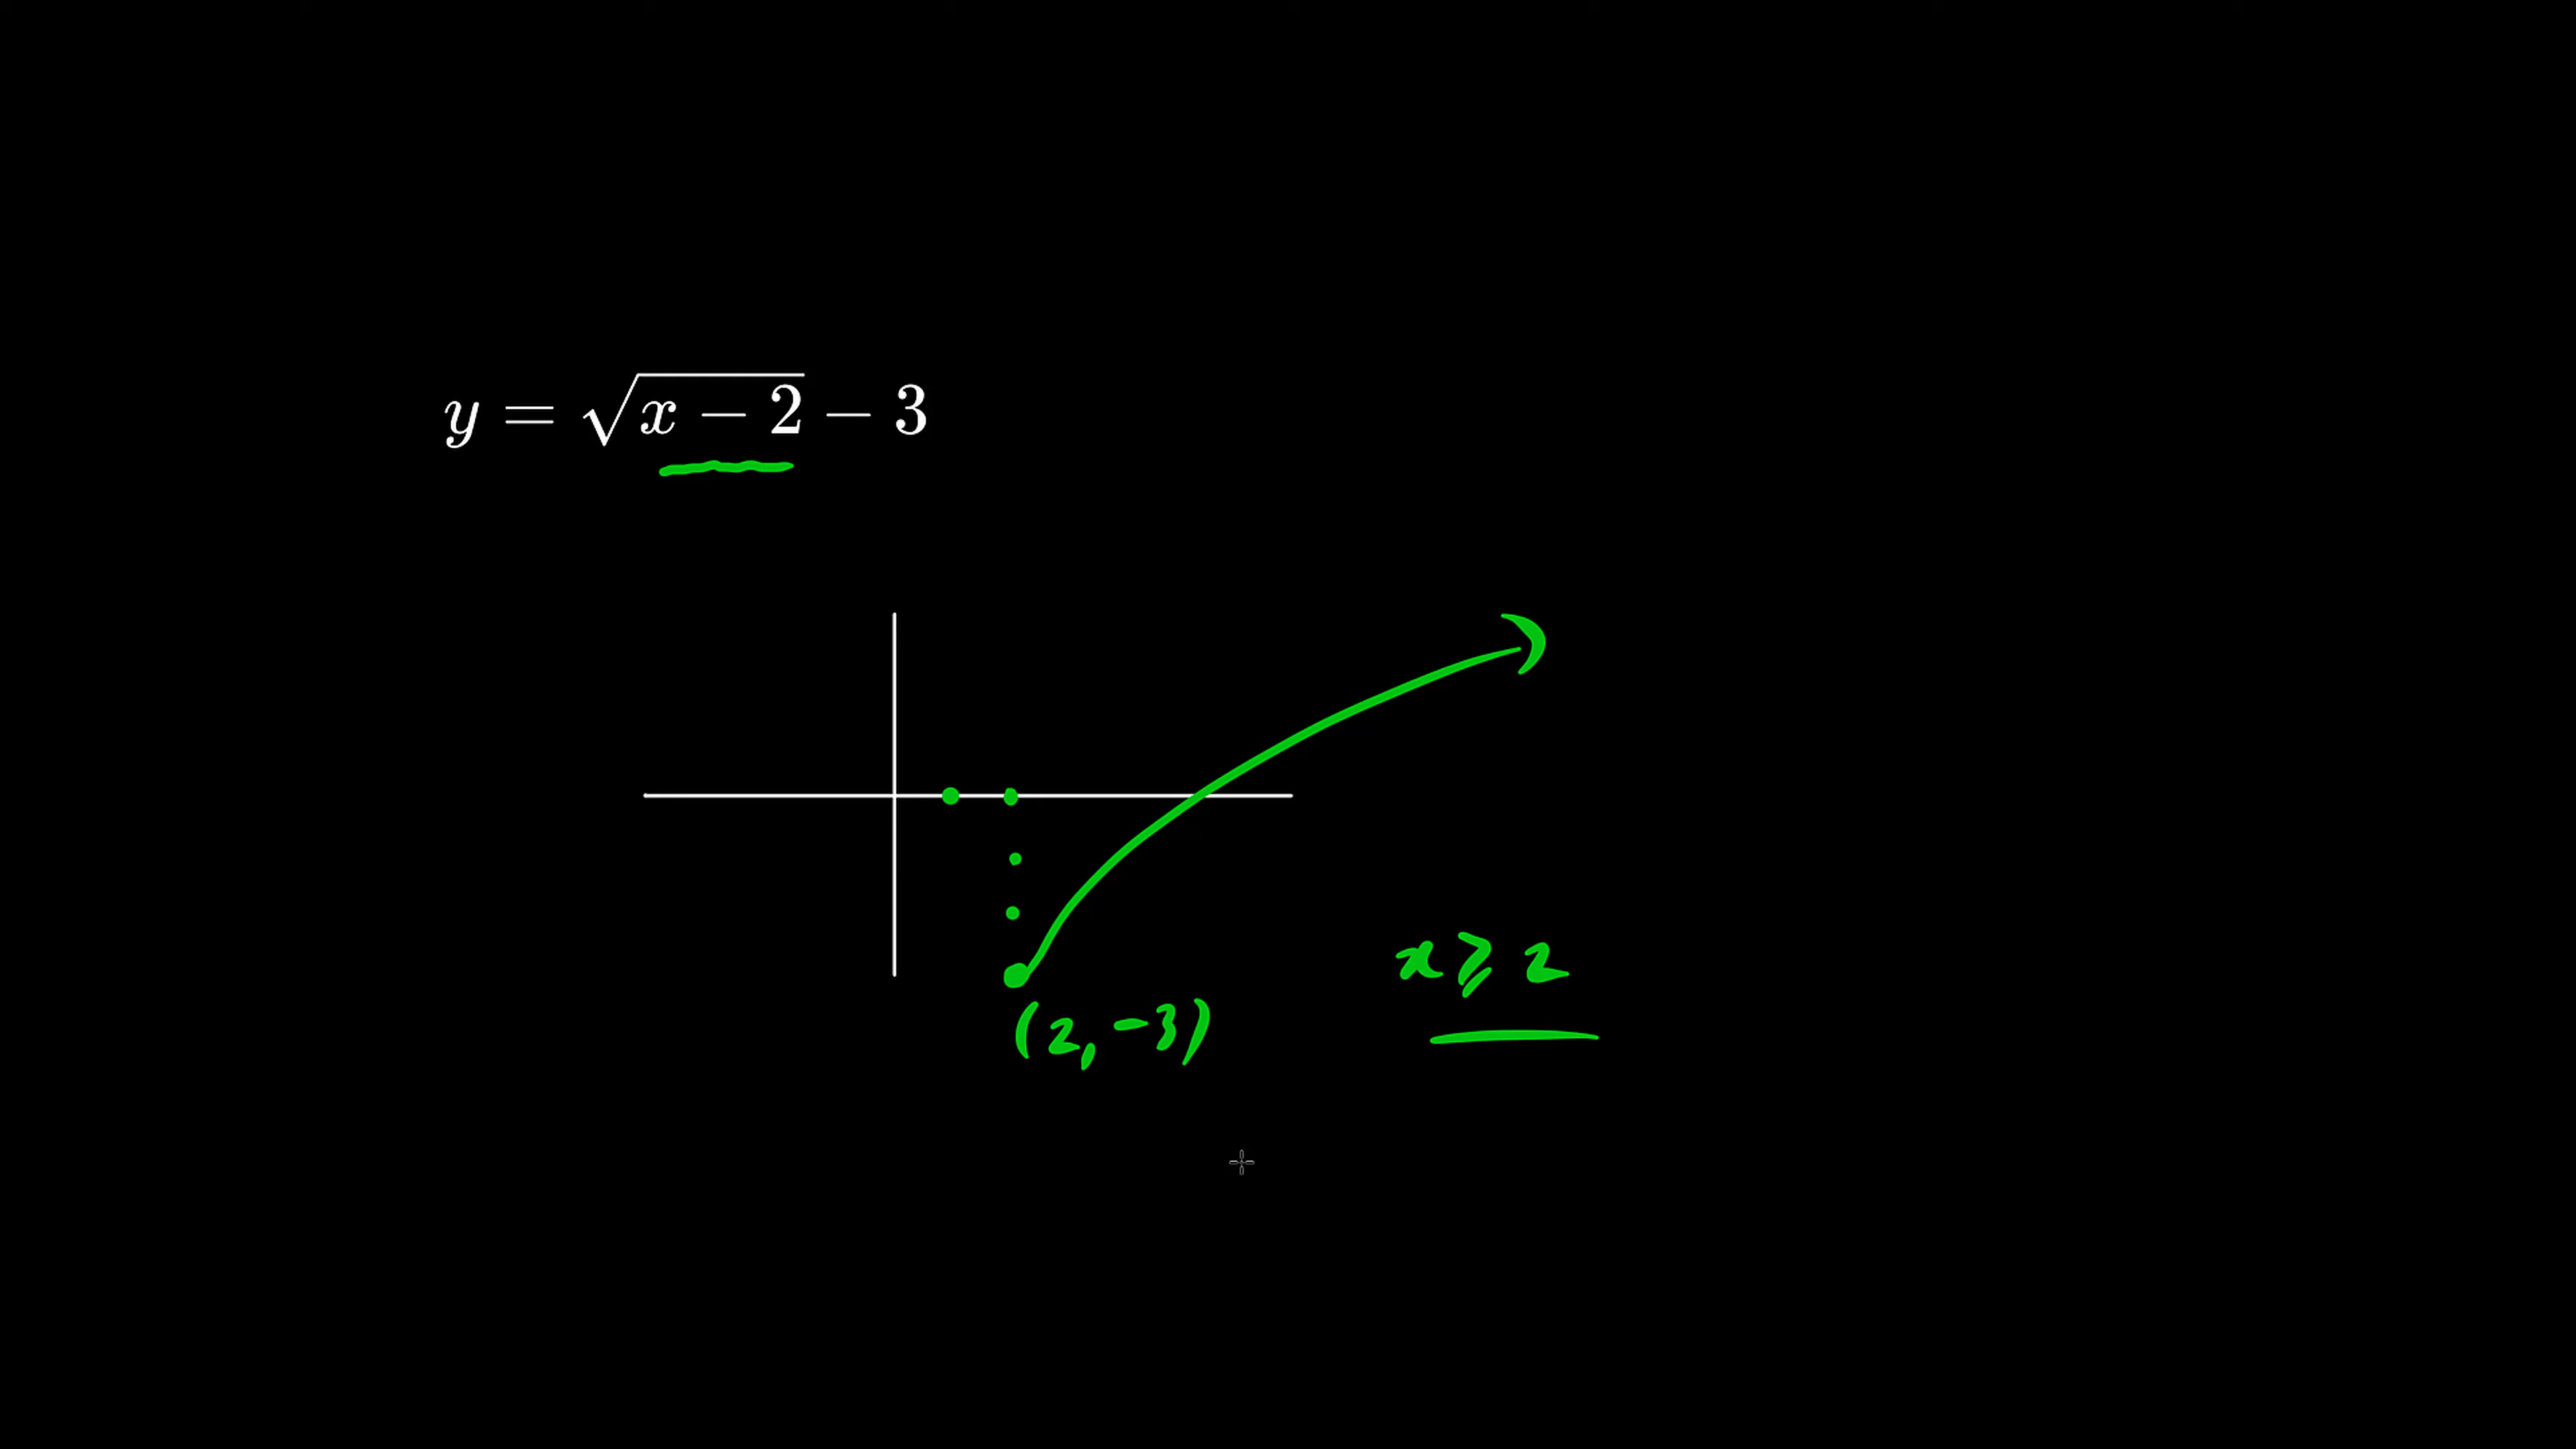 y = √(x − 2) − 3
x ⩾ 2
(2, −3)